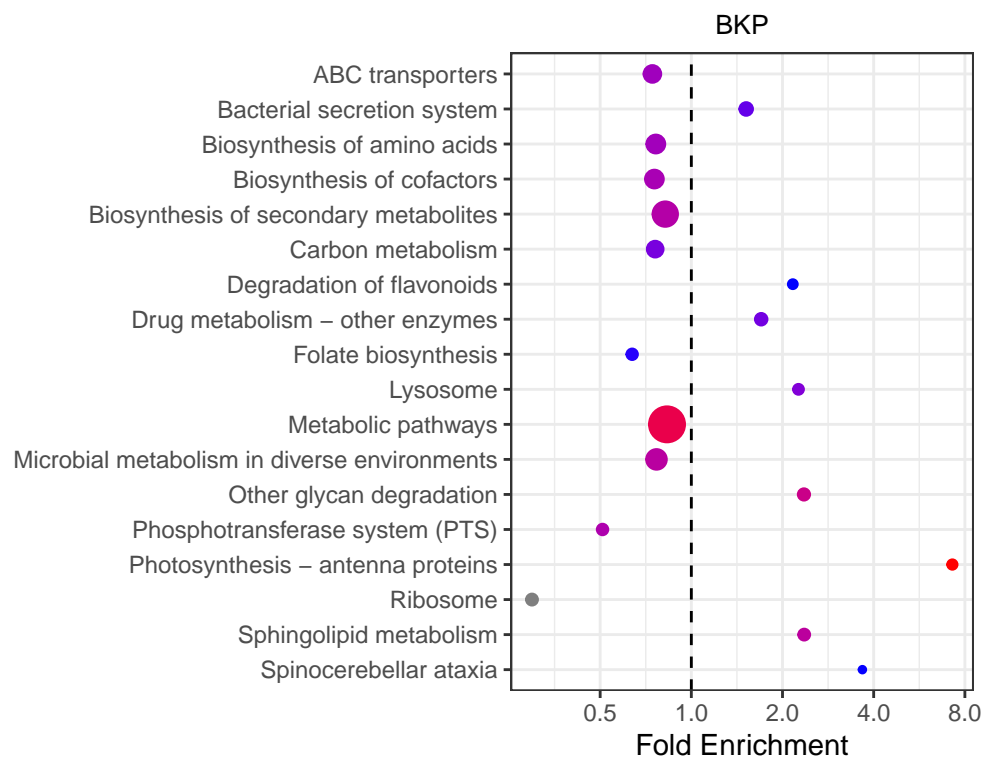 BKP
ABC transporters
Bacterial secretion system
Biosynthesis of amino acids
Biosynthesis of cofactors
Biosynthesis of secondary metabolites
Carbon metabolism
Degradation of flavonoids
Drug metabolism − other enzymes
Folate biosynthesis
Lysosome
Metabolic pathways
Microbial metabolism in diverse environments
Other glycan degradation
Phosphotransferase system (PTS)
Photosynthesis − antenna proteins
Ribosome
Sphingolipid metabolism
Spinocerebellar ataxia
0.5 1.0 2.0 4.0 8.0
Fold Enrichment